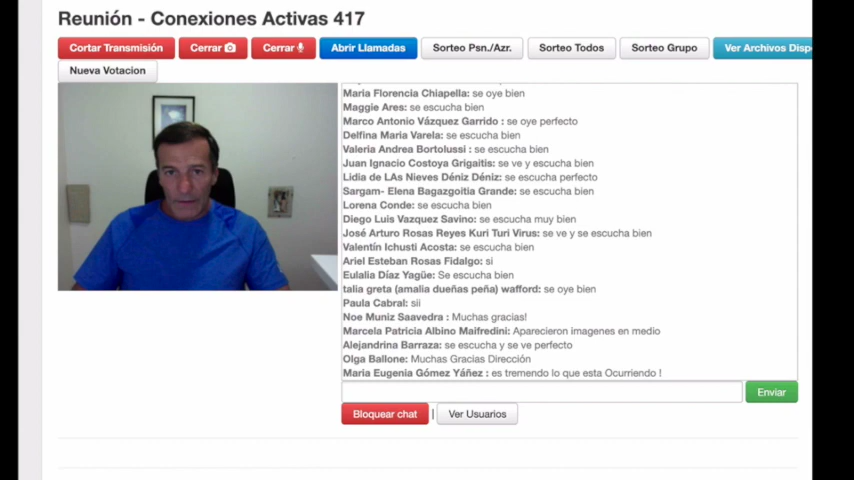 Reunión - Conexiones Activas 417
Cortar Transmisión Cerrar Cerrar Abrir Llamadas Sorteo Psn./Azr. Sorteo Todos Sorteo Grupo Ver Archivos Disp
Nueva Votacion
Maria Florencia Chiapella: se oye bien
Maggie Ares: se escucha bien
Marco Antonio Vázquez Garrido : se oye perfecto
Delfina Maria Varela: se escucha bien
Valeria Andrea Bortolussi : se escucha bien
Juan Ignacio Costoya Grigaitis: se ve y escucha bien
Lidia de LAs Nieves Déniz Déniz: se escucha perfecto
Sargam- Elena Bagazgoitia Grande: se escucha bien
Lorena Conde: se escucha bien
Diego Luis Vazquez Savino: se escucha muy bien
José Arturo Rosas Reyes Kuri Turi Virus: se ve y se escucha bien
Valentín Ichusti Acosta: se escucha bien
Ariel Esteban Rosas Fidalgo: si
Eulalia Díaz Yagüe: Se escucha bien
talia greta (amalia dueñas peña) wafford: se oye bien
Paula Cabral: sii
Noe Muniz Saavedra : Muchas gracias!
Marcela Patricia Albino Maifredini: Aparecieron imagenes en medio
Alejandrina Barraza: se escucha y se ve perfecto
Olga Ballone: Muchas Gracias Dirección
Maria Eugenia Gómez Yáñez : es tremendo lo que esta Ocurriendo !
Enviar
Bloquear chat | Ver Usuarios